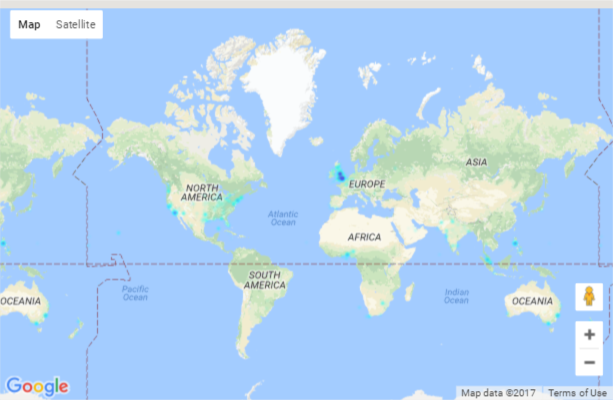 Map Satellite
ASIA
NORTH
AMERICA
EUROPE
Atlantic
Ocean
AFRICA
SOUTH
AMERICA
Pacific
Ocean
Indian
Ocean
OCEANIA
OCEANIA
Google
Map data ©2017 Terms of Use